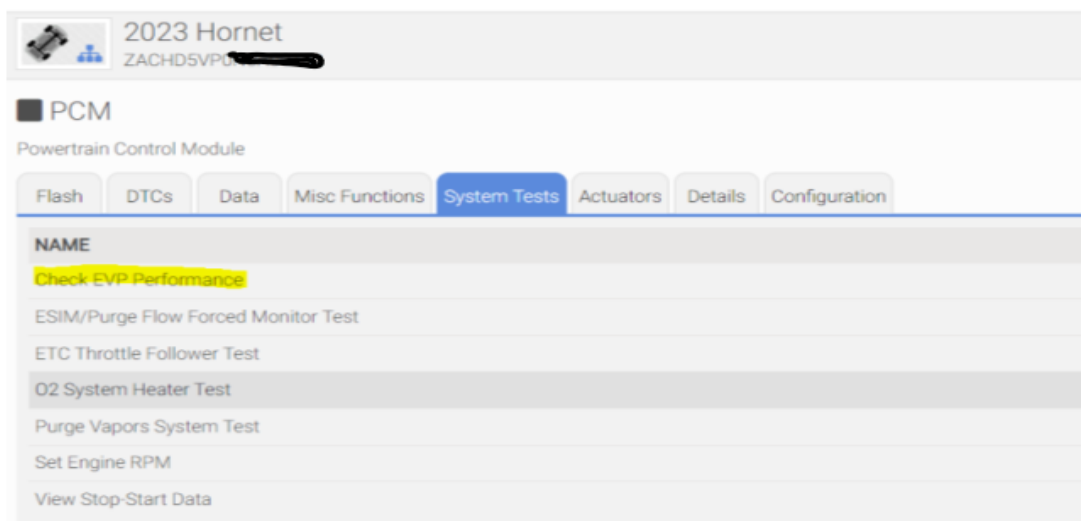 2023 Hornet
ZACHD5VP
PCM
Powertrain Control Module
Flash DTCs Data Misc Functions System Tests Actuators Details Configuration
NAME
Check EVP Performance
ESIM/Purge Flow Forced Monitor Test
ETC Throttle Follower Test
O2 System Heater Test
Purge Vapors System Test
Set Engine RPM
View Stop-Start Data